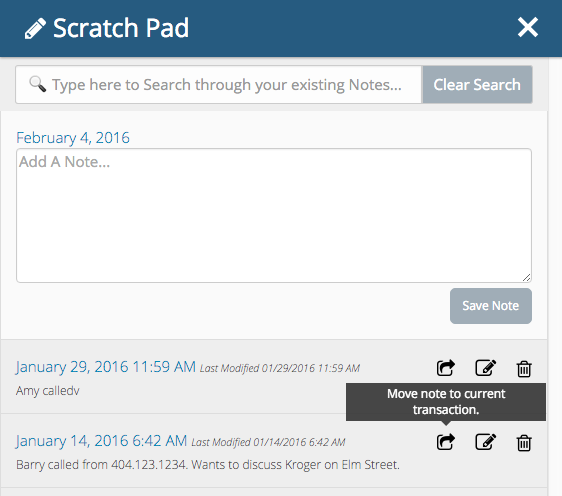 Scratch Pad
Type here to Search through your existing Notes...
Clear Search
February 4, 2016
Add A Note...
Save Note
January 29, 2016 11:59 AM Last Modified 01/29/2016 11:59 AM
Amy calledv
Move note to current
transaction.
January 14, 2016 6:42 AM Last Modified 01/14/2016 6:42 AM
Barry called from 404.123.1234. Wants to discuss Kroger on Elm Street.